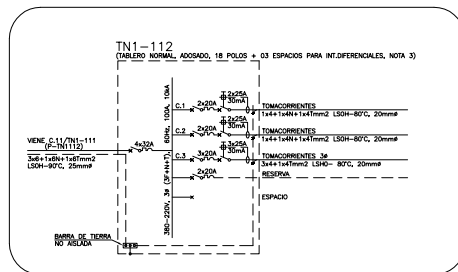 TN1-112
(TABLERO NORMAL, ADOSADO, 18 POLOS + 03 ESPACIOS PARA INT.DIFERENCIALES, NOTA 3)
380-220V, 3ø (3F+N+T)
60Hz, 100A, 10kA
2x25A
30mA
C.1
2x20A
TOMACORRIENTES
1x4+1x4N+1x4Tmm2 LSOH-80°C, 20mmø
2x25A
30mA
C.2
2x20A
TOMACORRIENTES
1x4+1x4N+1x4Tmm2 LSOH-80°C, 20mmø
VIENE C.11/TN1-111
(P-TN1112)
4x32A
3x6+1x6N+1x6Tmm2
LSOH-90°C, 25mmø
3x25A
30mA
C.3
3x20A
TOMACORRIENTES 3ø
3x4+1x4Tmm2 LSHO- 80°C, 20mmø
2x20A
RESERVA
ESPACIO
BARRA DE TIERRA
NO AISLADA